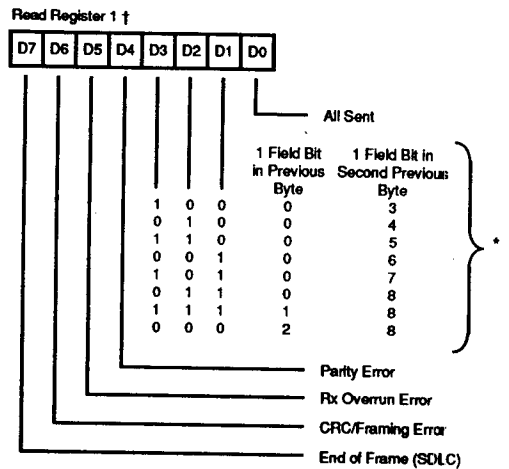 Read Register 1 †
D7 D6 D5 D4 D3 D2 D1 D0
All Sent
1 Field Bit in Previous Byte
1 Field Bit in Second Previous Byte
1 0 0 0 3
0 1 0 0 4
1 1 0 0 5
0 0 1 0 6
1 0 1 0 7
0 1 1 0 8
1 1 1 1 8
0 0 0 2 8
*
Parity Error
Rx Overrun Error
CRC/Framing Error
End of Frame (SDLC)